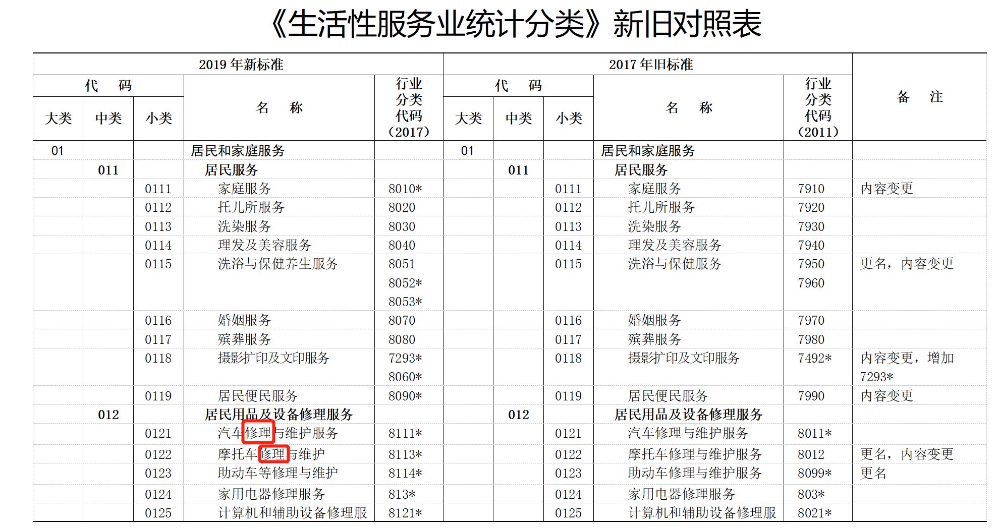 《生活性服务业统计分类》新旧对照表
2019 年新标准 2017 年旧标准 备 注
代 码 名 称 行业分类代码（2017） 代 码 名 称 行业分类代码（2011）
大类 中类 小类 大类 中类 小类
01 居民和家庭服务 01 居民和家庭服务
011 居民服务 011 居民服务
0111 家庭服务 8010* 0111 家庭服务 7910 内容变更
0112 托儿所服务 8020 0112 托儿所服务 7920
0113 洗染服务 8030 0113 洗染服务 7930
0114 理发及美容服务 8040 0114 理发及美容服务 7940
0115 洗浴与保健养生服务 8051 0115 洗浴与保健服务 7950 更名，内容变更
8052* 7960
8053*
0116 婚姻服务 8070 0116 婚姻服务 7970
0117 殡葬服务 8080 0117 殡葬服务 7980
0118 摄影扩印及文印服务 7293* 0118 摄影扩印及文印服务 7492* 内容变更，增加
8060* 7293*
0119 居民便民服务 8090* 0119 居民便民服务 7990 内容变更
012 居民用品及设备修理服务 012 居民用品及设备修理服务
0121 汽车修理与维护服务 8111* 0121 汽车修理与维护服务 8011*
0122 摩托车修理与维护 8113* 0122 摩托车修理与维护服务 8012 更名，内容变更
0123 助动车等修理与维护 8114* 0123 助动车修理与维护服务 8099* 更名
0124 家用电器修理服务 813* 0124 家用电器修理服务 803*
0125 计算机和辅助设备修理服 8121* 0125 计算机和辅助设备修理服 8021*